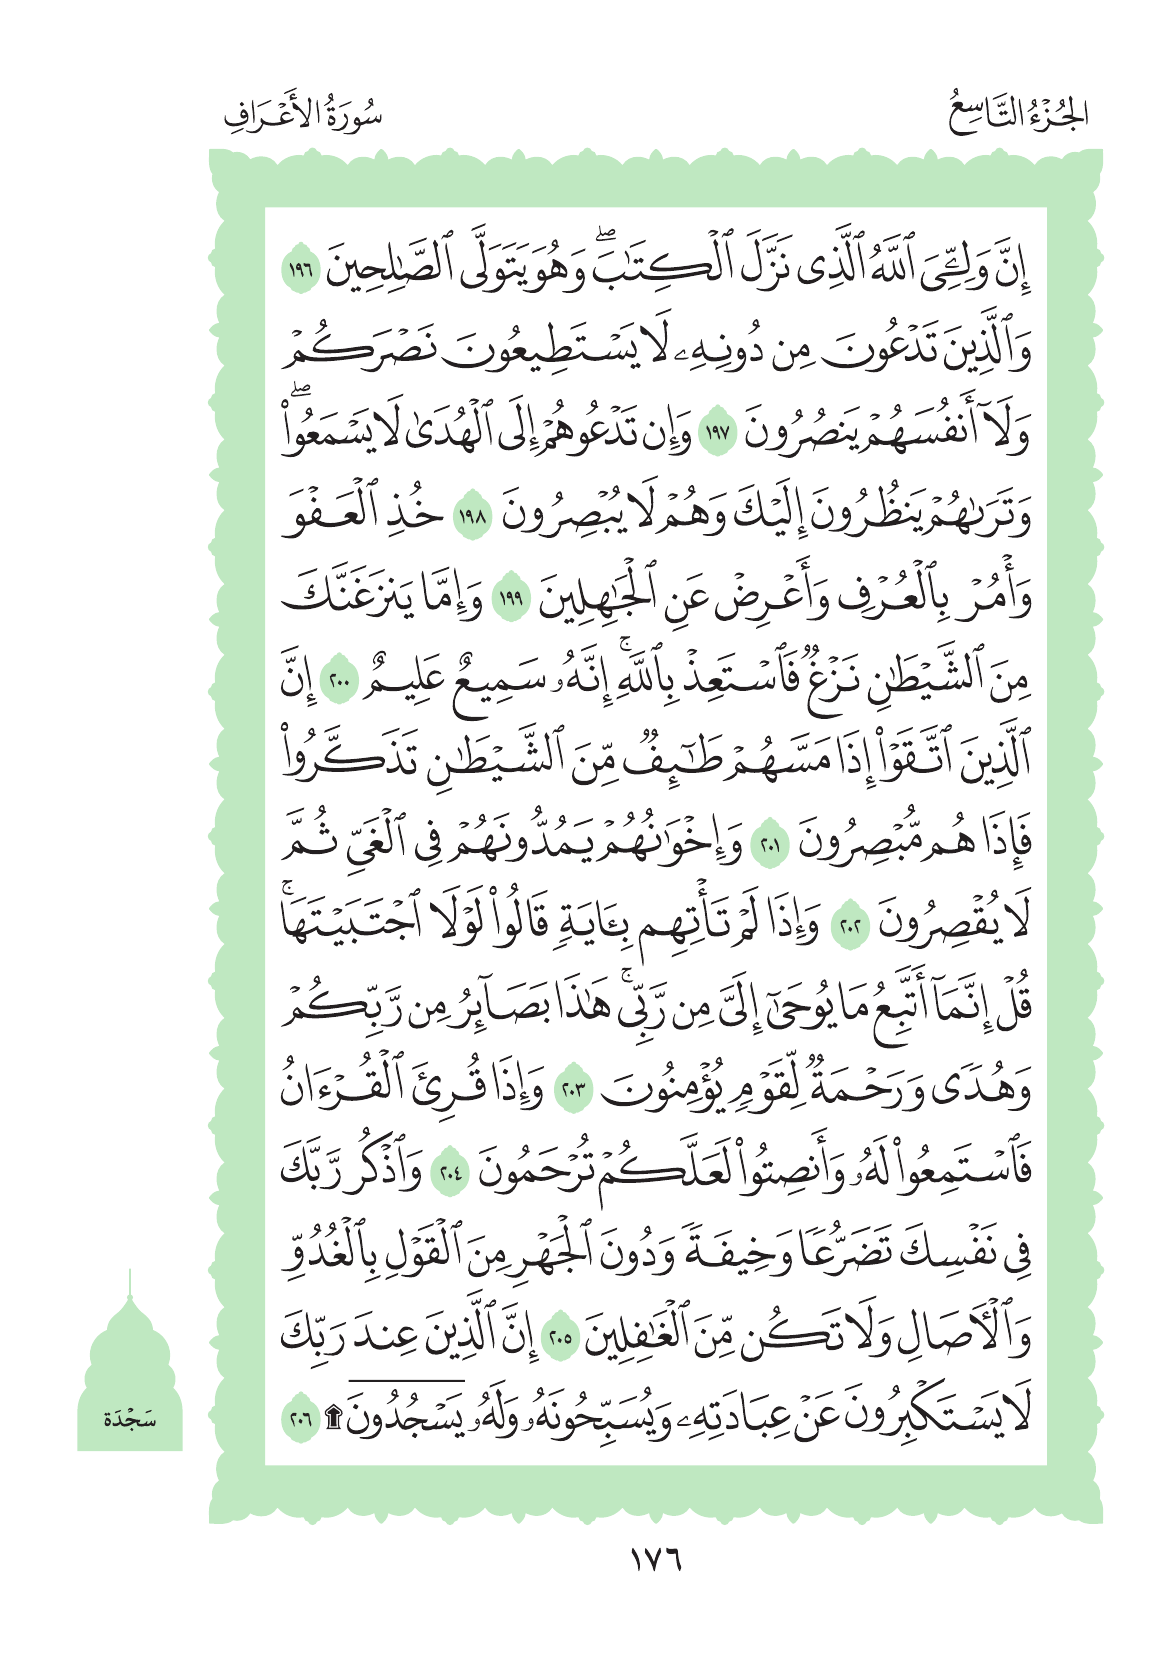 الجُزْءُ التَّاسِعُ
سُورَةُ الأَعْرَافِ
إِنَّ وَلِـِّۧىَ ٱللَّهُ ٱلَّذِى نَزَّلَ ٱلْكِتَٰبَۖ وَهُوَ يَتَوَلَّى ٱلصَّٰلِحِينَ ١٩٦
وَٱلَّذِينَ تَدْعُونَ مِن دُونِهِۦ لَا يَسْتَطِيعُونَ نَصْرَكُمْ
وَلَآ أَنفُسَهُمْ يَنصُرُونَ ١٩٧ وَإِن تَدْعُوهُمْ إِلَى ٱلْهُدَىٰ لَا يَسْمَعُوا۟ۖ
وَتَرَىٰهُمْ يَنظُرُونَ إِلَيْكَ وَهُمْ لَا يُبْصِرُونَ ١٩٨ خُذِ ٱلْعَفْوَ
وَأْمُرْ بِٱلْعُرْفِ وَأَعْرِضْ عَنِ ٱلْجَٰهِلِينَ ١٩٩ وَإِمَّا يَنزَغَنَّكَ
مِنَ ٱلشَّيْطَٰنِ نَزْغٌ فَٱسْتَعِذْ بِٱللَّهِۚ إِنَّهُۥ سَمِيعٌ عَلِيمٌ ٢٠٠ إِنَّ
ٱلَّذِينَ ٱتَّقَوْا۟ إِذَا مَسَّهُمْ طَٰٓئِفٌ مِّنَ ٱلشَّيْطَٰنِ تَذَكَّرُوا۟
فَإِذَا هُم مُّبْصِرُونَ ٢٠١ وَإِخْوَٰنُهُمْ يَمُدُّونَهُمْ فِى ٱلْغَىِّ ثُمَّ
لَا يُقْصِرُونَ ٢٠٢ وَإِذَا لَمْ تَأْتِهِم بِـَٔايَةٍ قَالُوا۟ لَوْلَا ٱجْتَبَيْتَهَاۚ
قُلْ إِنَّمَآ أَتَّبِعُ مَا يُوحَىٰٓ إِلَىَّ مِن رَّبِّىۚ هَٰذَا بَصَآئِرُ مِن رَّبِّكُمْ
وَهُدًى وَرَحْمَةٌ لِّقَوْمٍ يُؤْمِنُونَ ٢٠٣ وَإِذَا قُرِئَ ٱلْقُرْءَانُ
فَٱسْتَمِعُوا۟ لَهُۥ وَأَنصِتُوا۟ لَعَلَّكُمْ تُرْحَمُونَ ٢٠٤ وَٱذْكُر رَّبَّكَ
فِى نَفْسِكَ تَضَرُّعًا وَخِيفَةً وَدُونَ ٱلْجَهْرِ مِنَ ٱلْقَوْلِ بِٱلْغُدُوِّ
وَٱلْـَٔاصَالِ وَلَا تَكُن مِّنَ ٱلْغَٰفِلِينَ ٢٠٥ إِنَّ ٱلَّذِينَ عِندَ رَبِّكَ
لَا يَسْتَكْبِرُونَ عَنْ عِبَادَتِهِۦ وَيُسَبِّحُونَهُۥ وَلَهُۥ يَسْجُدُونَ ۩ ٢٠٦
سَجْدَة
١٧٦